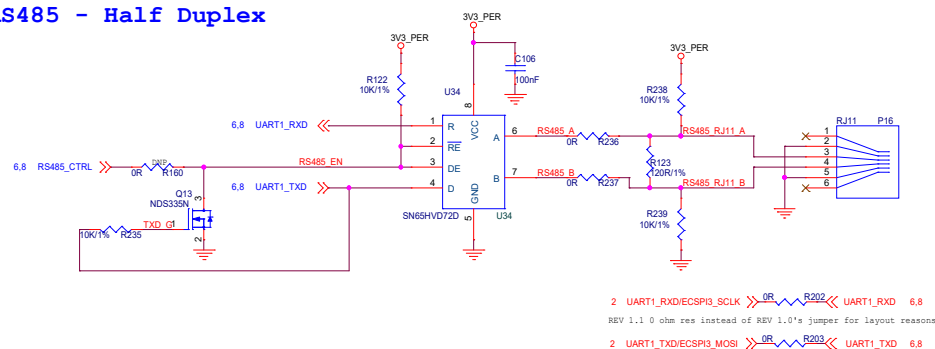 RS485 - Half Duplex
3V3_PER
3V3_PER
C106
100nF
3V3_PER
R122
10K/1%
U34
R238
10K/1%
8
VCC
6,8 UART1_RXD
1
R
A
6
RS485_A
0R
R236
RS485_RJ11_A
RJ11
P16
1
2
3
4
5
6
2
RE
6,8 RS485_CTRL
DNP
0R
R160
RS485_EN
3
DE
R123
120R/1%
6,8 UART1_TXD
4
D
B
7
RS485_B
0R
R237
RS485_RJ11_B
GND
5
SN65HVD72D
U34
Q13
NDS335N
3
TXD_G
1
2
10K/1%
R235
R239
10K/1%
2 UART1_RXD/ECSPI3_SCLK 0R R202 UART1_RXD 6,8
REV 1.1 0 ohm res instead of REV 1.0's jumper for layout reasons
2 UART1_TXD/ECSPI3_MOSI 0R R203 UART1_TXD 6,8